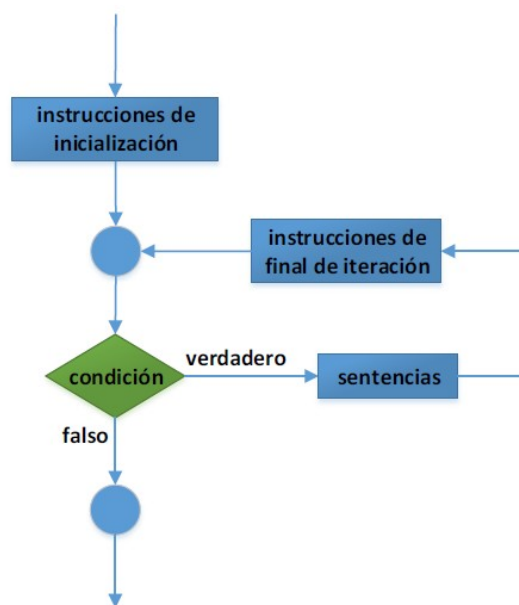 instrucciones de
inicialización
instrucciones de
final de iteración
condición
verdadero
sentencias
falso